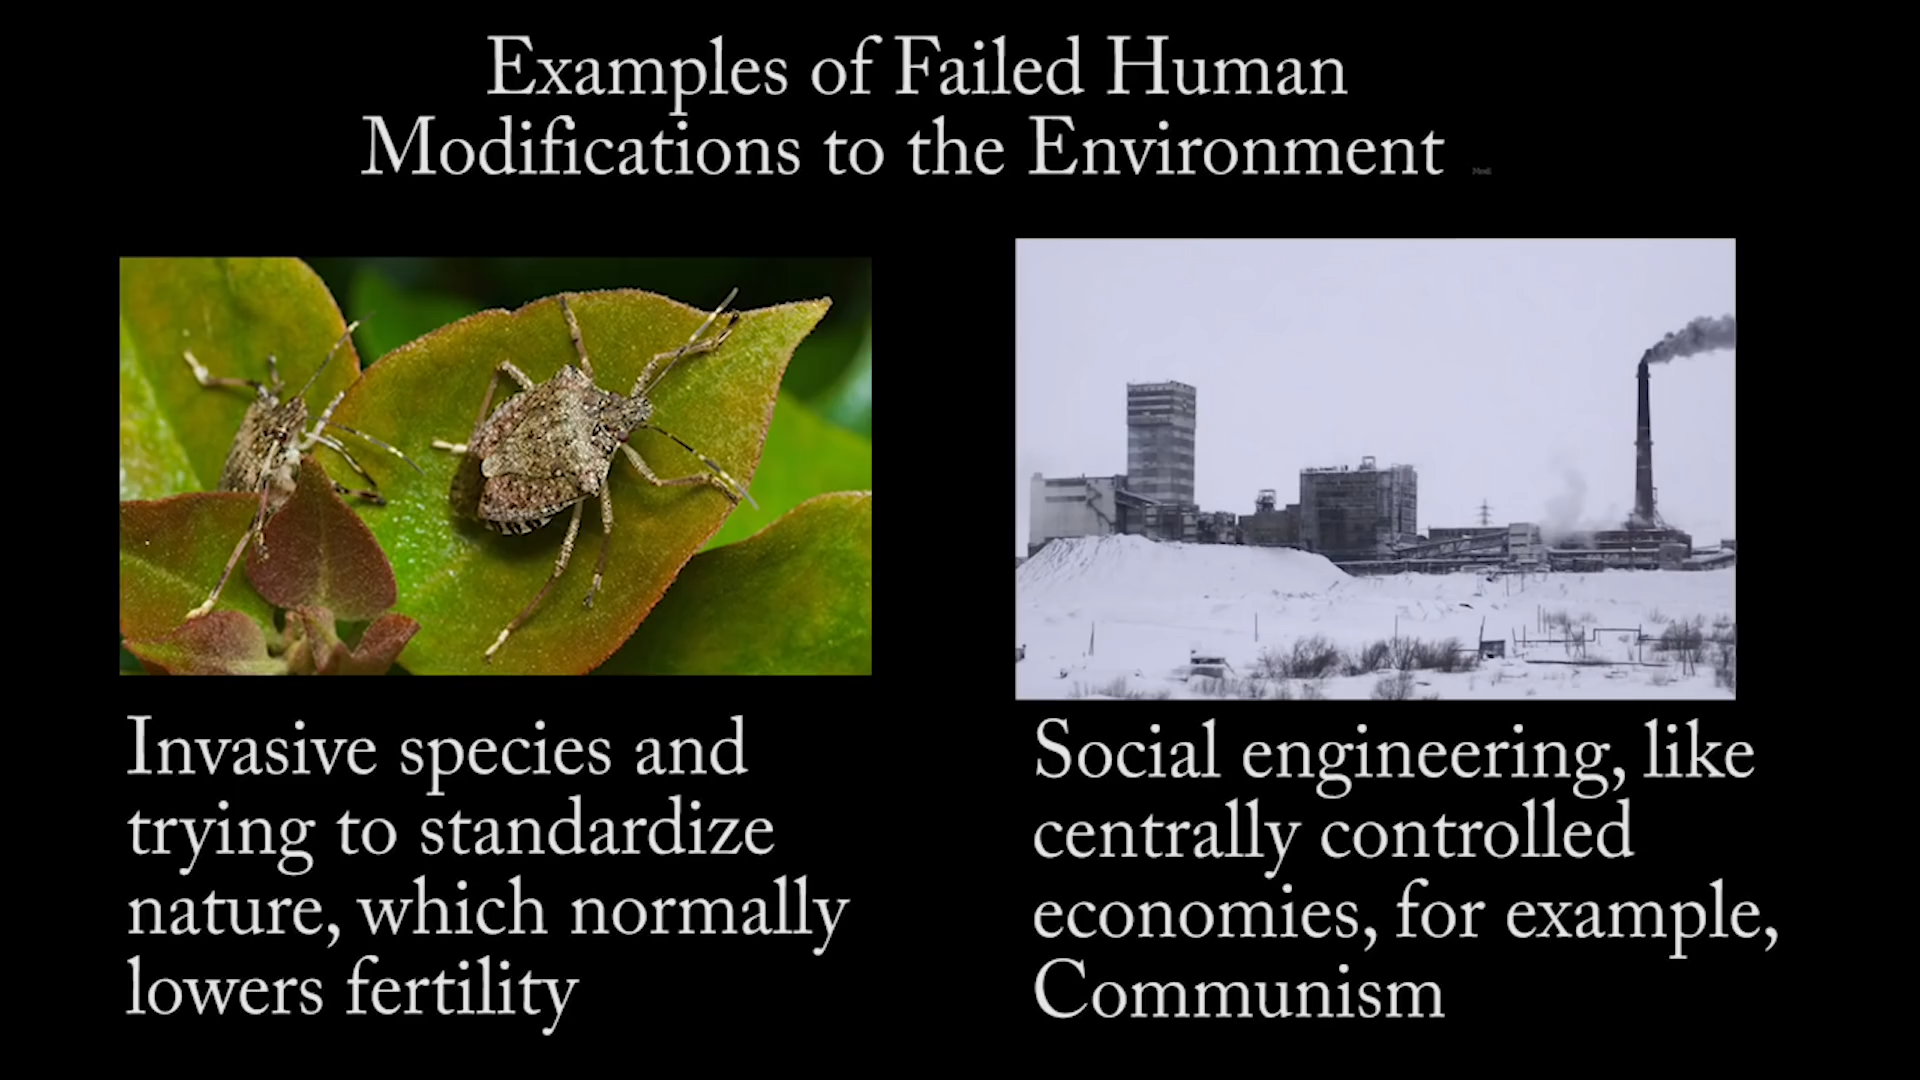 Examples of Failed Human
Modifications to the Environment
Invasive species and
trying to standardize
nature, which normally
lowers fertility
Social engineering, like
centrally controlled
economies, for example,
Communism